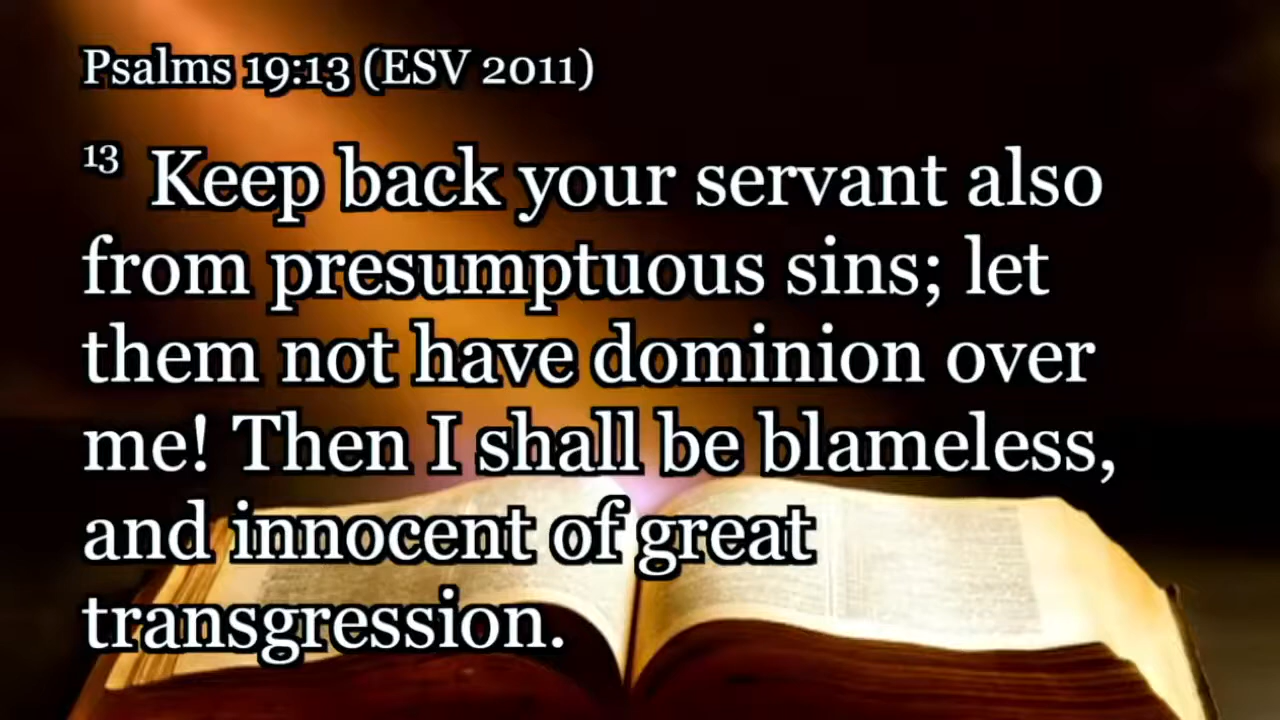 Psalms 19:13 (ESV 2011)
13 Keep back your servant also
from presumptuous sins; let
them not have dominion over
me! Then I shall be blameless,
and innocent of great
transgression.